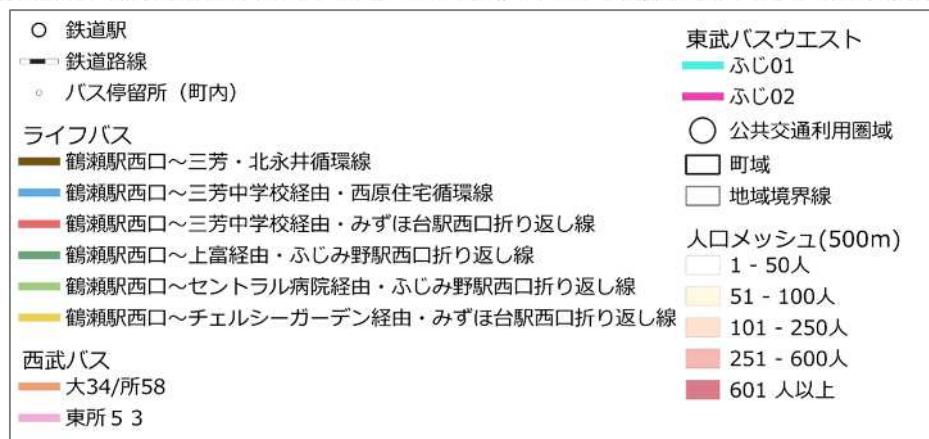 鉄道駅
鉄道路線
バス停留所（町内）
ライフバス
鶴瀬駅西口～三芳・北永井循環線
鶴瀬駅西口～三芳中学校経由・西原住宅循環線
鶴瀬駅西口～三芳中学校経由・みずほ台駅西口折り返し線
鶴瀬駅西口～上富経由・ふじみ野駅西口折り返し線
鶴瀬駅西口～セントラル病院経由・ふじみ野駅西口折り返し線
鶴瀬駅西口～チェルシーガーデン経由・みずほ台駅西口折り返し線
西武バス
大34/所58
東所５３
東武バスウエスト
ふじ01
ふじ02
公共交通利用圏域
町域
地域境界線
人口メッシュ(500m)
1 - 50人
51 - 100人
101 - 250人
251 - 600人
601 人以上